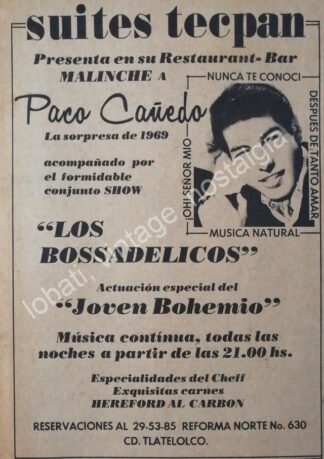 suites tecpan
Presenta en su Restaurant-Bar
MALINCHE A
NUNCA TE CONOCI
Paco Cañedo
La sorpresa de 1969
¡OH! SEÑOR MIO
DESPUES DE TANTO AMAR
MUSICA NATURAL
acompañado por
el formidable
conjunto SHOW
"LOS
BOSSADELICOS"
Actuación especial del
"Joven Bohemio"
Música contínua, todas las
noches a partir de las 21.00 hs.
Especialidades del Cheff
Exquisitas carnes
HEREFORD AL CARBON
RESERVACIONES AL 29-53-85 REFORMA NORTE No. 630
CD. TLATELOLCO.
lobati, vintage nostalgia